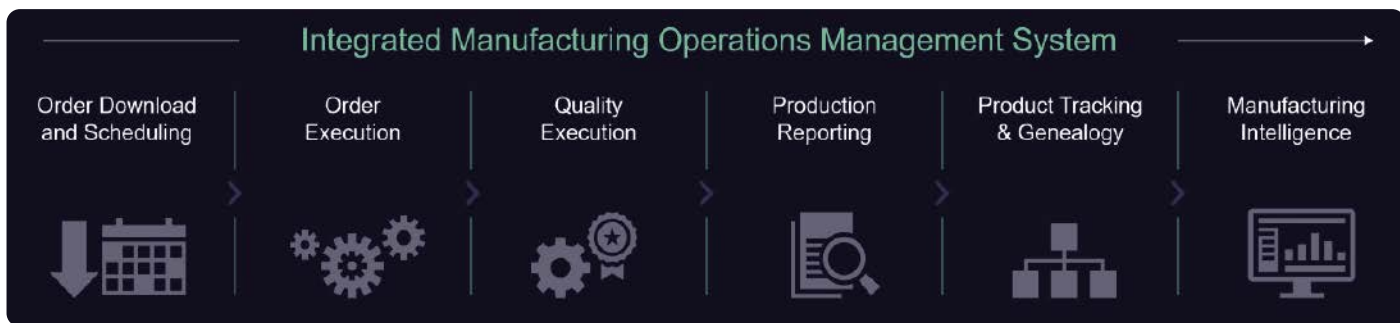 Integrated Manufacturing Operations Management System
Order Download
and Scheduling
Order
Execution
Quality
Execution
Production
Reporting
Product Tracking
& Genealogy
Manufacturing
Intelligence